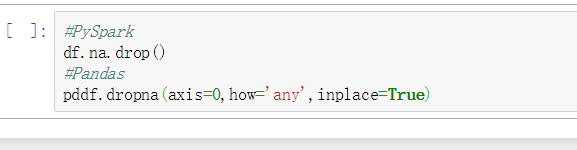 [ ]: #PySpark
df.na.drop()
#Pandas
pddf.dropna(axis=0,how='any',inplace=True)